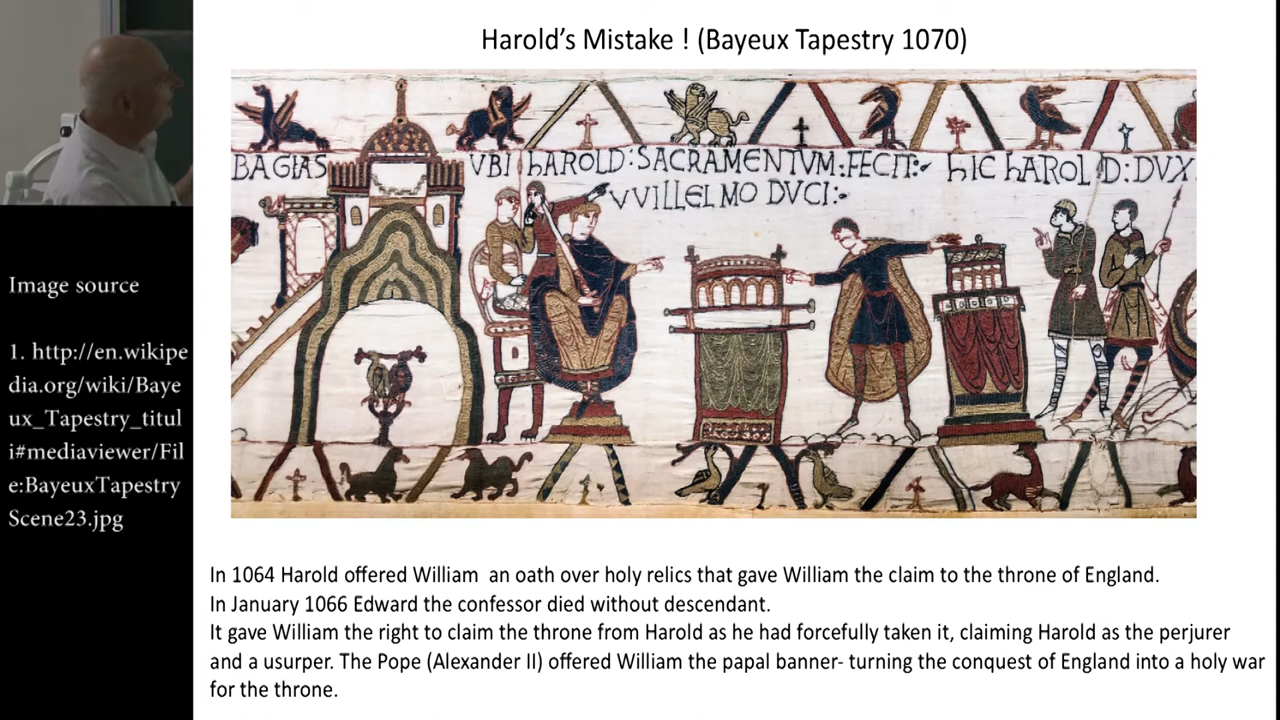 Harold's Mistake ! (Bayeux Tapestry 1070)
BAGIAS VBI hAROLD:SACRAMENTVM:FECIT:- hIC hAROLD:DVX
VVILLELMO DVCI:-
Image source
1. http://en.wikipe
dia.org/wiki/Baye
ux_Tapestry_titul
i#mediaviewer/Fil
e:BayeuxTapestry
Scene23.jpg
In 1064 Harold offered William  an oath over holy relics that gave William the claim to the throne of England.
In January 1066 Edward the confessor died without descendant.
It gave William the right to claim the throne from Harold as he had forcefully taken it, claiming Harold as the perjurer
and a usurper. The Pope (Alexander II) offered William the papal banner- turning the conquest of England into a holy war
for the throne.